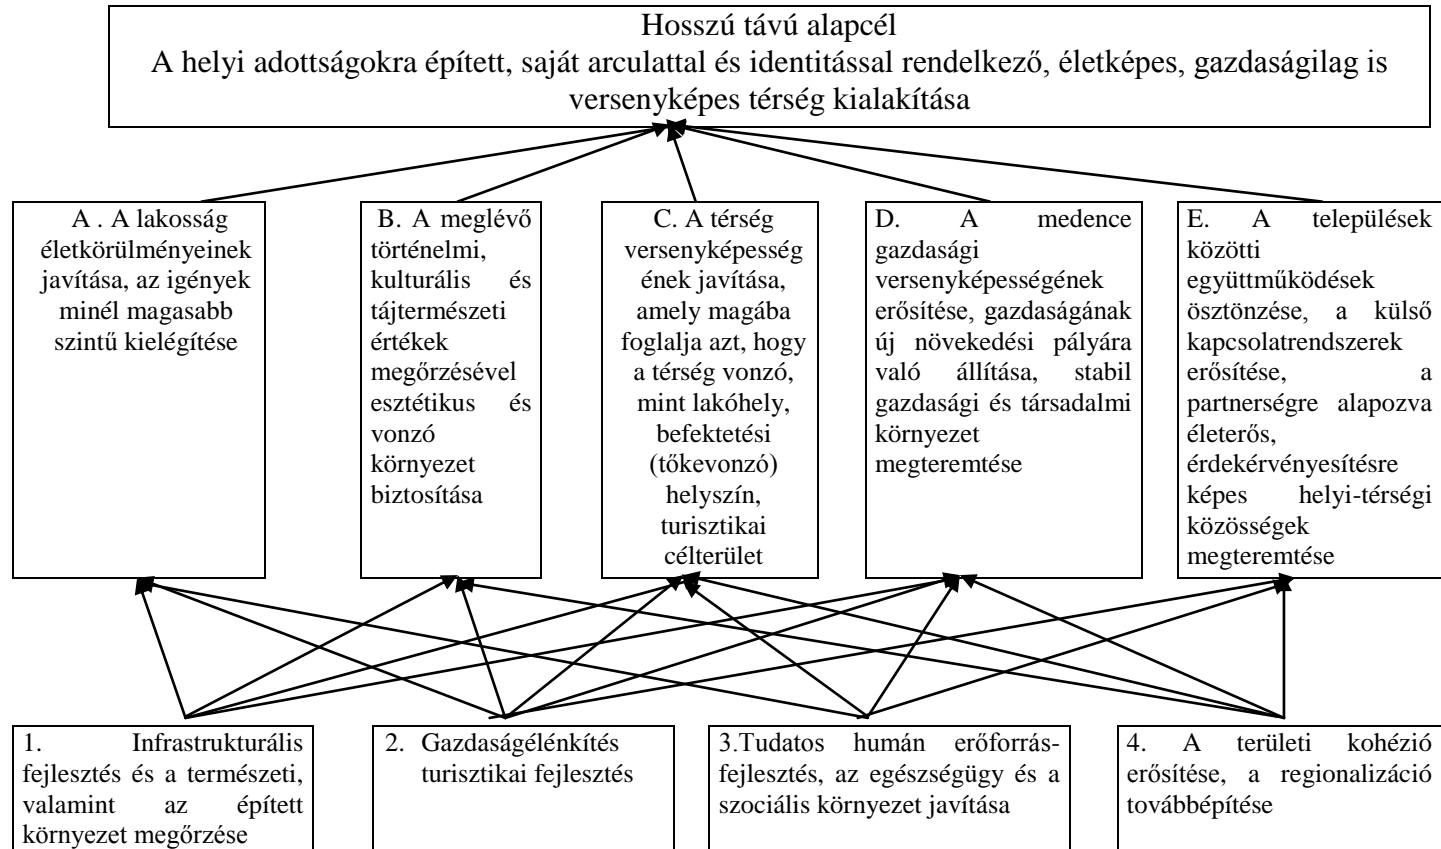 Hosszú távú alapcél
A helyi adottságokra épített, saját arculattal és identitással rendelkező, életképes, gazdaságilag is
versenyképes térség kialakítása
A . A lakosság
életkörülményeinek
javítása, az igények
minél magasabb
szintű kielégítése
B. A meglévő
történelmi,
kulturális és
tájtermészeti
értékek
megőrzésével
esztétikus és
vonzó
környezet
biztosítása
C. A térség
versenyképesség
ének javítása,
amely magába
foglalja azt, hogy
a térség vonzó,
mint lakóhely,
befektetési
(tőkevonzó)
helyszín,
turisztikai
célterület
D. A medence
gazdasági
versenyképességének
erősítése, gazdaságának
új növekedési pályára
való állítása, stabil
gazdasági és társadalmi
környezet
megteremtése
E. A települések
közötti
együttműködések
ösztönzése, a külső
kapcsolatrendszerek
erősítése, a
partnerségre alapozva
életerős,
érdekérvényesítésre
képes helyi-térségi
közösségek
megteremtése
1. Infrastrukturális
fejlesztés és a természeti,
valamint az épített
környezet megőrzése
2. Gazdaságélénkítés
turisztikai fejlesztés
3.Tudatos humán erőforrás-
fejlesztés, az egészségügy és a
szociális környezet javítása
4. A területi kohézió
erősítése, a regionalizáció
továbbépítése